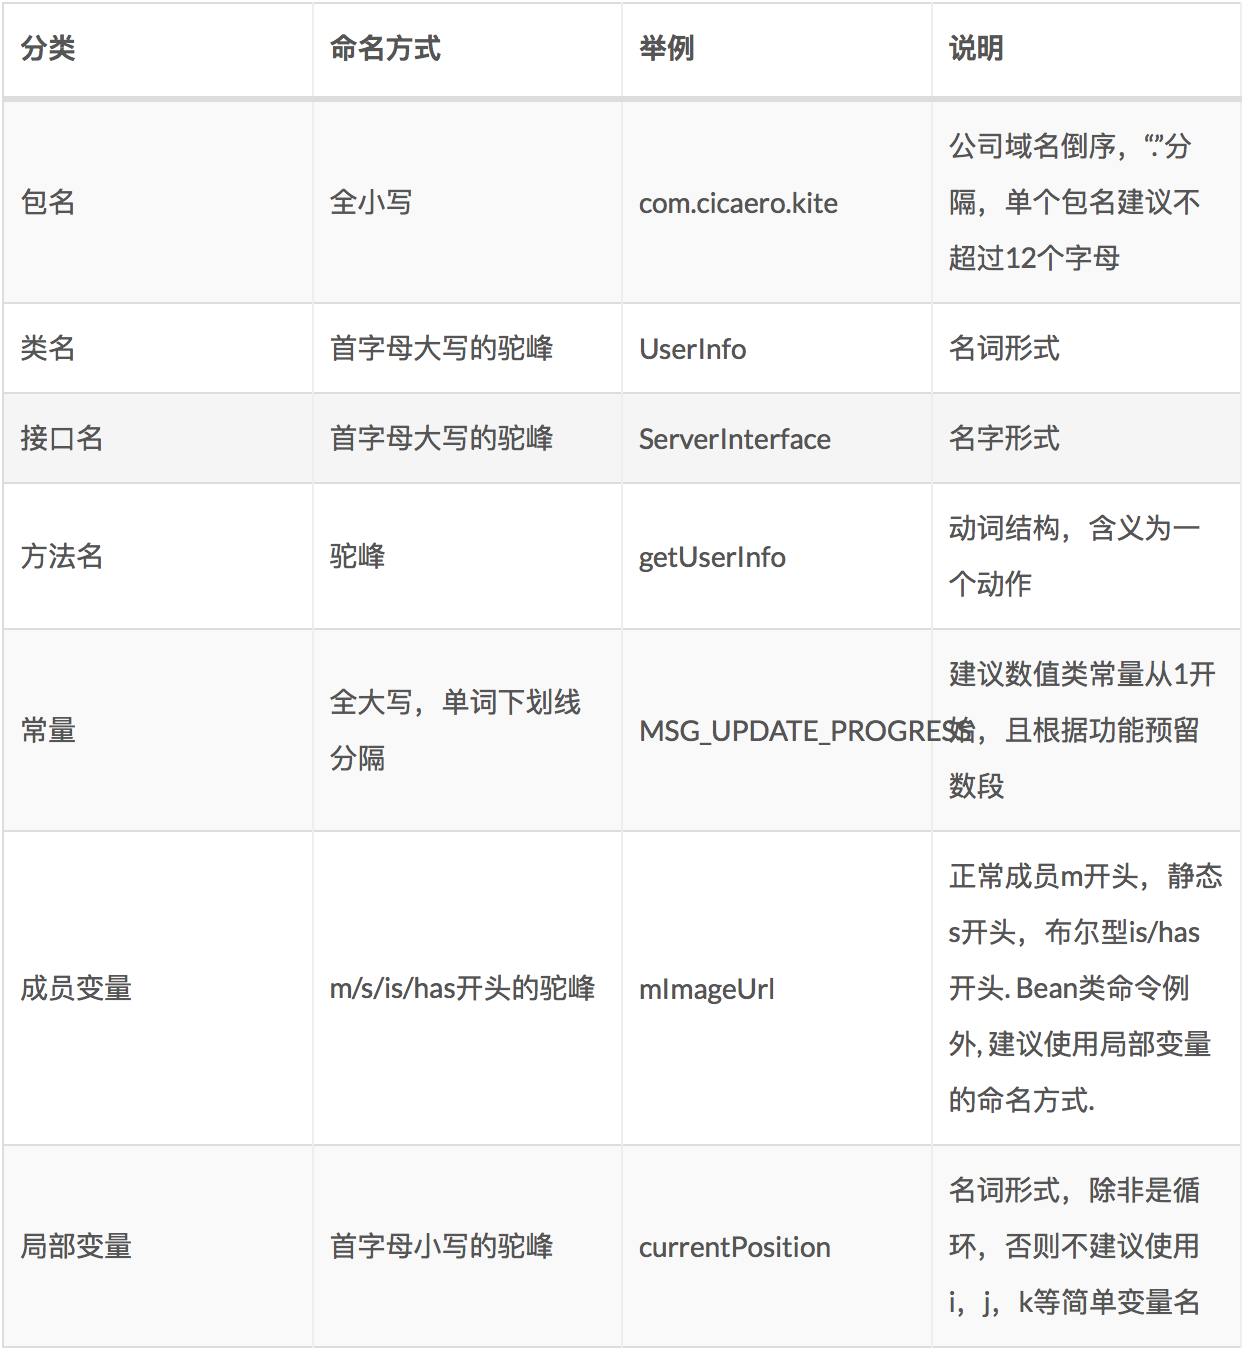 分类 命名方式 举例 说明
包名 全小写 com.cicaero.kite 公司域名倒序，“.”分
隔，单个包名建议不
超过12个字母
类名 首字母大写的驼峰 UserInfo 名词形式
接口名 首字母大写的驼峰 ServerInterface 名字形式
方法名 驼峰 getUserInfo 动词结构，含义为一
个动作
常量 全大写，单词下划线
分隔 MSG_UPDATE_PROGRESS 建议数值类常量从1开
始，且根据功能预留
数段
成员变量 m/s/is/has开头的驼峰 mImageUrl 正常成员m开头，静态
s开头，布尔型is/has
开头. Bean类命令例
外, 建议使用局部变量
的命名方式.
局部变量 首字母小写的驼峰 currentPosition 名词形式，除非是循
环，否则不建议使用
i，j，k等简单变量名